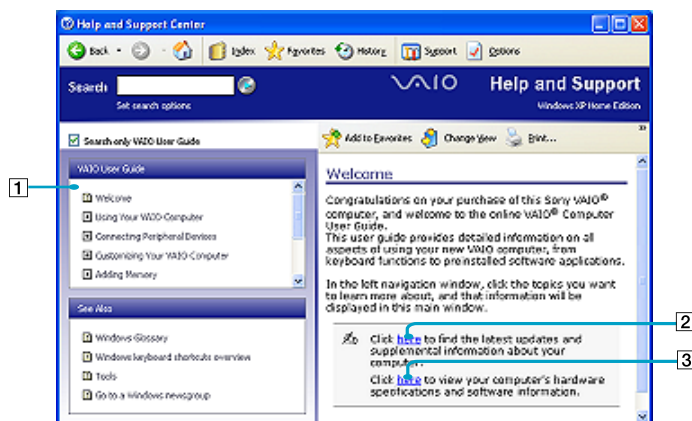 Help and Support Center
Back
Index
Favorites
History
Support
Options
Search
Set search options
VAIO
Help and Support
Windows XP Home Edition
Search only VAIO User Guide
Add to Favorites
Change View
Print...
»
VAIO User Guide
Welcome
Using Your VAIO Computer
Connecting Peripheral Devices
Customizing Your VAIO Computer
Adding Memory
See Also
Windows Glossary
Windows keyboard shortcuts overview
Tools
Go to a Windows newsgroup
Welcome
Congratulations on your purchase of this Sony VAIO®
computer, and welcome to the online VAIO® Computer
User Guide.
This user guide provides detailed information on all
aspects of using your new VAIO computer, from
keyboard functions to preinstalled software applications.
In the left navigation window, click the topics you want
to learn more about, and that information will be
displayed in this main window.
Click here to find the latest updates and
supplemental information about your
computer.
Click here to view your computer's hardware
specifications and software information.
1
2
3